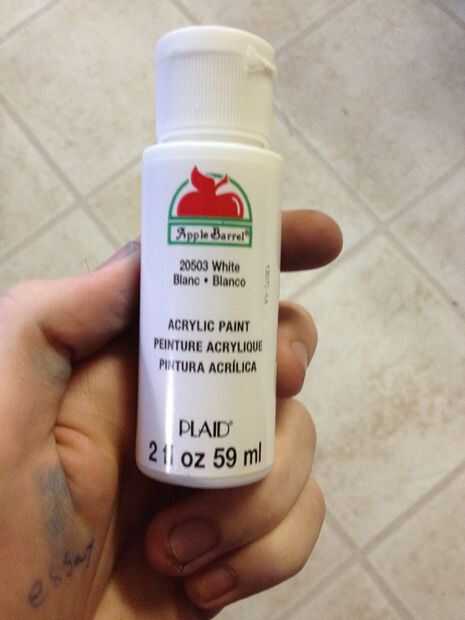 Apple Barrel®
20503 White
Blanc • Blanco
ACRYLIC PAINT
PEINTURE ACRYLIQUE
PINTURA ACRÍLICA
PLAID®
2 fl oz 59 ml